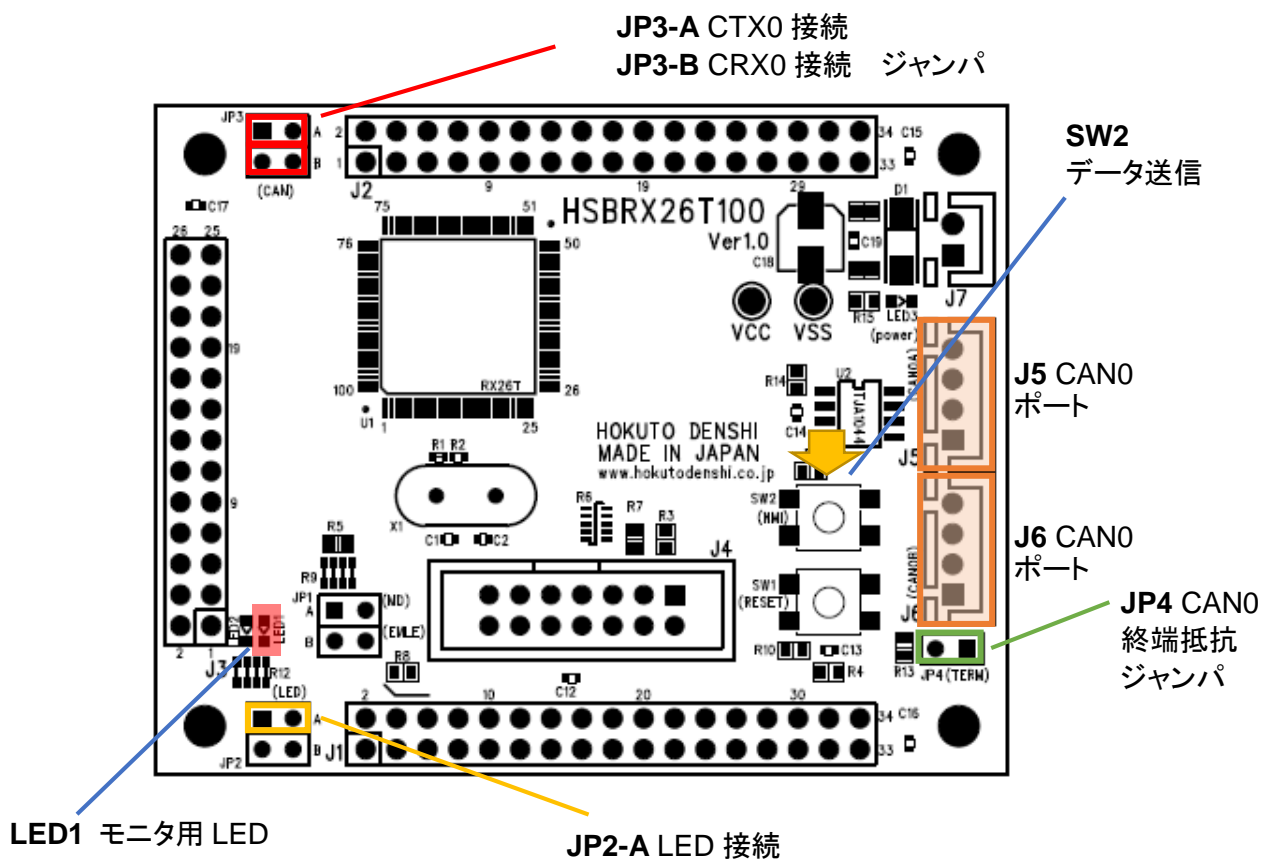 JP3-A CTX0 接続
JP3-B CRX0 接続　ジャンパ
SW2
データ送信
JP3
A
B
(CAN)
2
1
J2
9
19
29
34
33
C15
C17
26 25
75
51
76
50
HSBRX26T100
Ver1.0
C18
C19
D1
J7
VCC
VSS
R15
LED3
(power)
19
100
RX26T
26
U1
1
25
R14
U2
TJA1044
C14
(CAN0A)
J5
J5 CAN0
ポート
HOKUTO DENSHI
MADE IN JAPAN
www.hokutodenshi.co.jp
R1 R2
X1
C1
C2
9
R6
R7
R3
SW2
(NMI)
J4
J6 CAN0
ポート
R5
R9
JP1
A
B
(MD)
(EMLE)
SW1
(RESET)
(CAN0B)
J6
LED2
LED1
2
1
J3
R12
R8
R10
C13
R4
R13
JP4(TERM)
JP4 CAN0
終端抵抗
ジャンパ
(LED)
A
B
JP2
2
10
20
30
C12
J1
34
33
C16
LED1 モニタ用 LED
JP2-A LED 接続